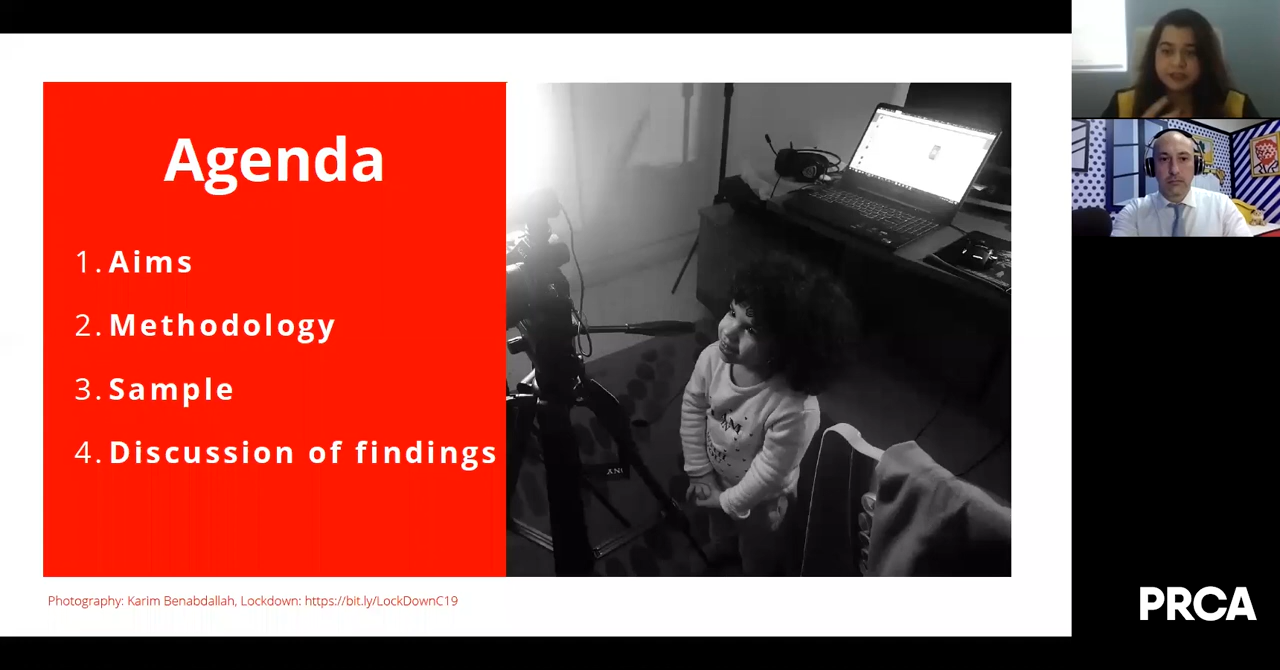 Agenda
1. Aims
2. Methodology
3. Sample
4. Discussion of findings
Photography: Karim Benabdallah, Lockdown: https://bit.ly/LockDownC19
PRCA